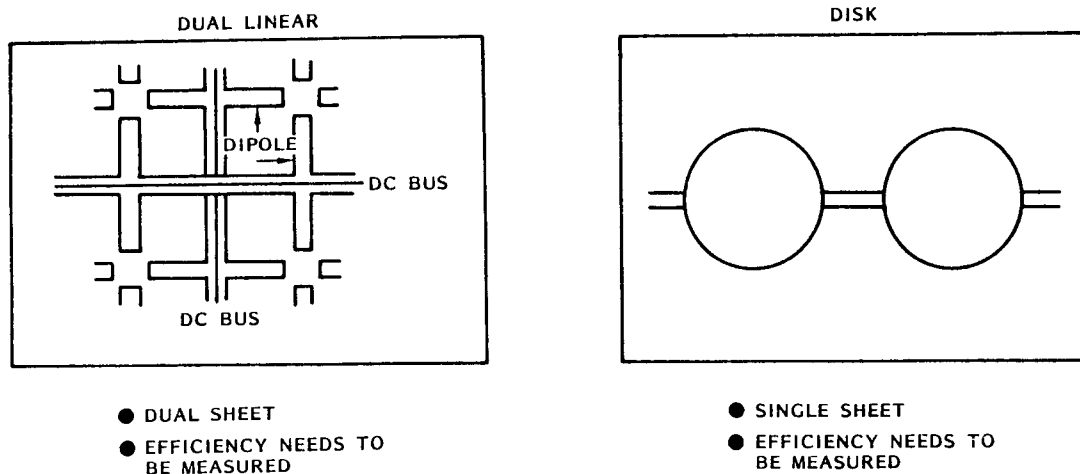 DUAL LINEAR
DIPOLE
DC BUS
DC BUS
● DUAL SHEET
● EFFICIENCY NEEDS TO
BE MEASURED
DISK
● SINGLE SHEET
● EFFICIENCY NEEDS TO
BE MEASURED